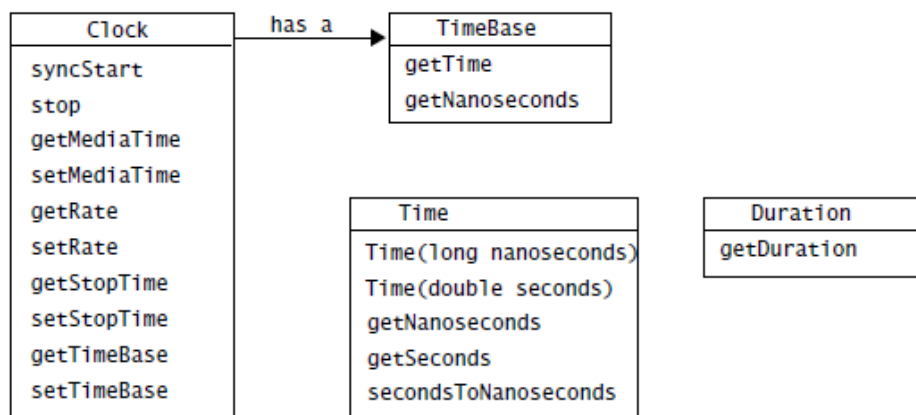 Clock
syncStart
stop
getMediaTime
setMediaTime
getRate
setRate
getStopTime
setStopTime
getTimeBase
setTimeBase
has a
TimeBase
getTime
getNanoseconds
Time
Time(long nanoseconds)
Time(double seconds)
getNanoseconds
getSeconds
secondsToNanoseconds
Duration
getDuration